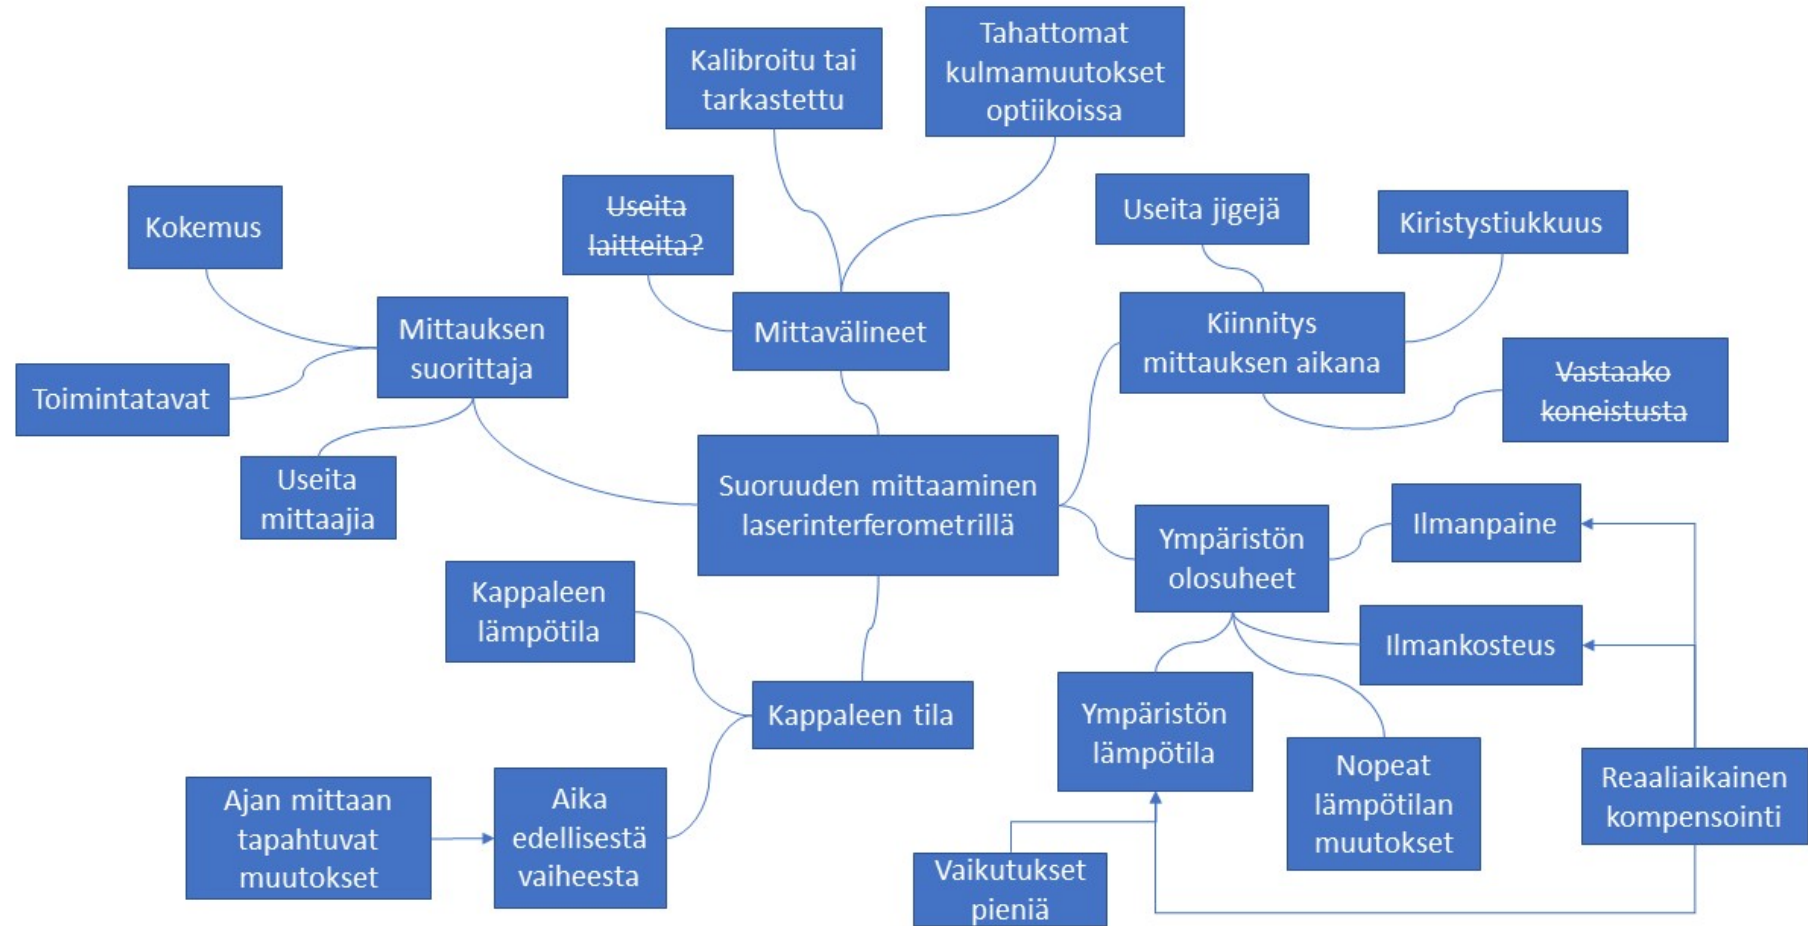 Kalibroitu tai
tarkastettu
Tahattomat
kulmamuutokset
optiikoissa
Kokemus
Useita
laitteita?
Useita jigejä
Kiristystiukkuus
Mittauksen
suorittaja
Mittavälineet
Kiinnitys
mittauksen aikana
Toimintatavat
Vastaako
koneistusta
Useita
mittaajia
Suoruuden mittaaminen
laserinterferometrillä
Ympäristön
olosuheet
Ilmanpaine
Kappaleen
lämpötila
Ilmankosteus
Kappaleen tila
Ympäristön
lämpötila
Nopeat
lämpötilan
muutokset
Reaaliaikainen
kompensointi
Ajan mittaan
tapahtuvat
muutokset
Aika
edellisestä
vaiheesta
Vaikutukset
pieniä